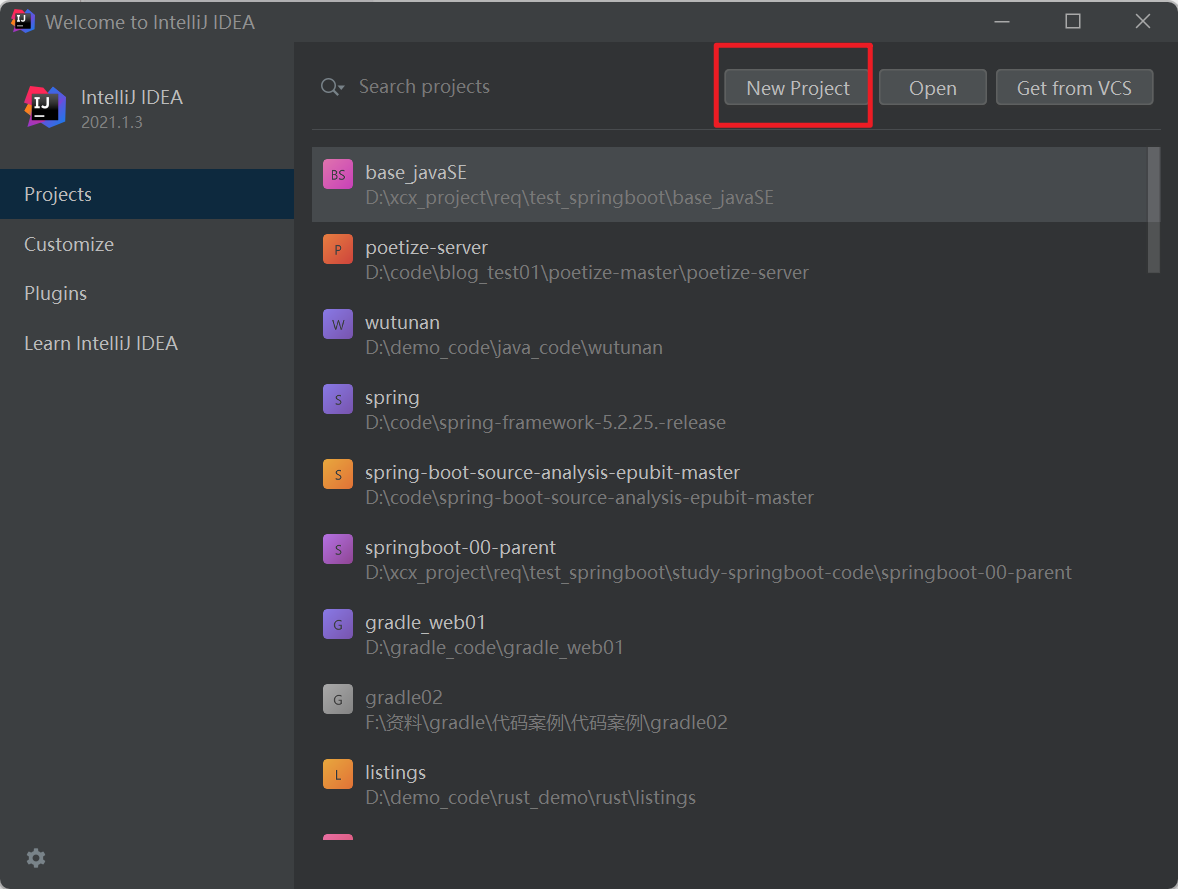 Welcome to IntelliJ IDEA
IJ
IntelliJ IDEA
2021.1.3
Projects
Customize
Plugins
Learn IntelliJ IDEA
Search projects
New Project
Open
Get from VCS
BS
base_javaSE
D:\xcx_project\req\test_springboot\base_javaSE
P
poetize-server
D:\code\blog_test01\poetize-master\poetize-server
W
wutunan
D:\demo_code\java_code\wutunan
S
spring
D:\code\spring-framework-5.2.25.-release
S
spring-boot-source-analysis-epubit-master
D:\code\spring-boot-source-analysis-epubit-master
S
springboot-00-parent
D:\xcx_project\req\test_springboot\study-springboot-code\springboot-00-parent
G
gradle_web01
D:\gradle_code\gradle_web01
G
gradle02
F:\资料\gradle\代码案例\代码案例\gradle02
L
listings
D:\demo_code\rust_demo\rust\listings